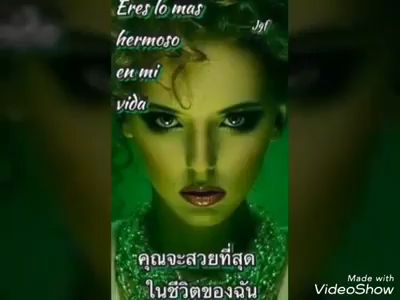 Eres lo mas
hermoso
en mi
vida
Jgf
คุณจะสวยที่สุด
ในชีวิตของฉัน
Made with
VideoShow